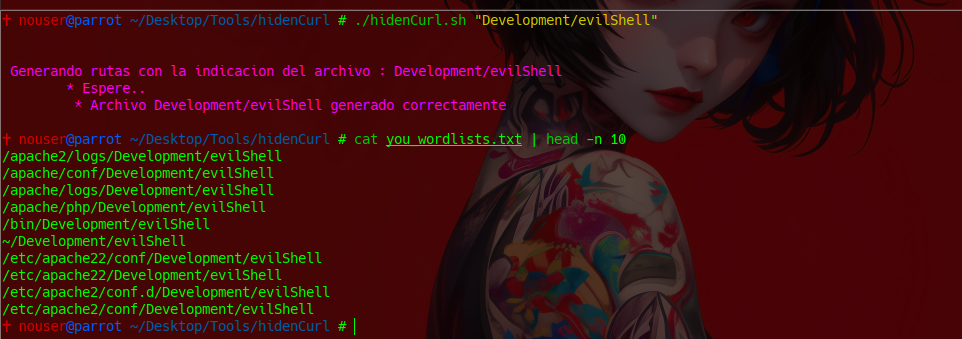 ✝ nouser@parrot ~/Desktop/Tools/hidenCurl # ./hidenCurl.sh "Development/evilShell"
Generando rutas con la indicacion del archivo : Development/evilShell
* Espere..
* Archivo Development/evilShell generado correctamente
✝ nouser@parrot ~/Desktop/Tools/hidenCurl # cat you_wordlists.txt | head -n 10
/apache2/logs/Development/evilShell
/apache/conf/Development/evilShell
/apache/logs/Development/evilShell
/apache/php/Development/evilShell
/bin/Development/evilShell
~/Development/evilShell
/etc/apache22/conf/Development/evilShell
/etc/apache22/Development/evilShell
/etc/apache2/conf.d/Development/evilShell
/etc/apache2/conf/Development/evilShell
✝ nouser@parrot ~/Desktop/Tools/hidenCurl #